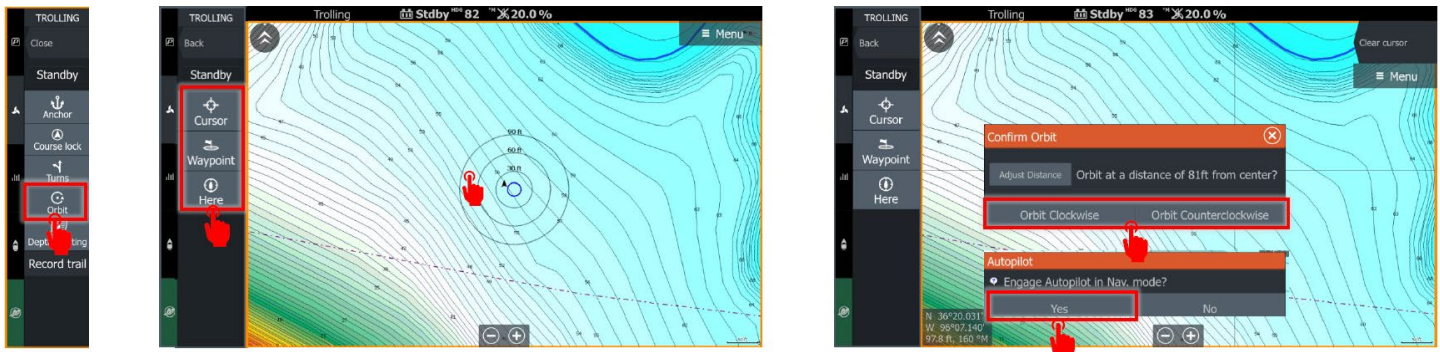 TROLLING
Close
Standby
Anchor
Course lock
Turns
Orbit
Record trail
TROLLING
Back
Standby
Cursor
Waypoint
Here
Trolling
Stdby HDG 82 °M 20.0 %
Menu
90 ft
60 ft
30 ft
TROLLING
Back
Standby
Cursor
Waypoint
Here
Trolling
Stdby HDG 83 °M 20.0 %
Clear cursor
Menu
Confirm Orbit
Adjust Distance Orbit at a distance of 81ft from center?
Orbit Clockwise Orbit Counterclockwise
Autopilot
Engage Autopilot in Nav. mode?
Yes No
N 36°20.031'
W 96°07.140'
97.8 ft, 160 °M